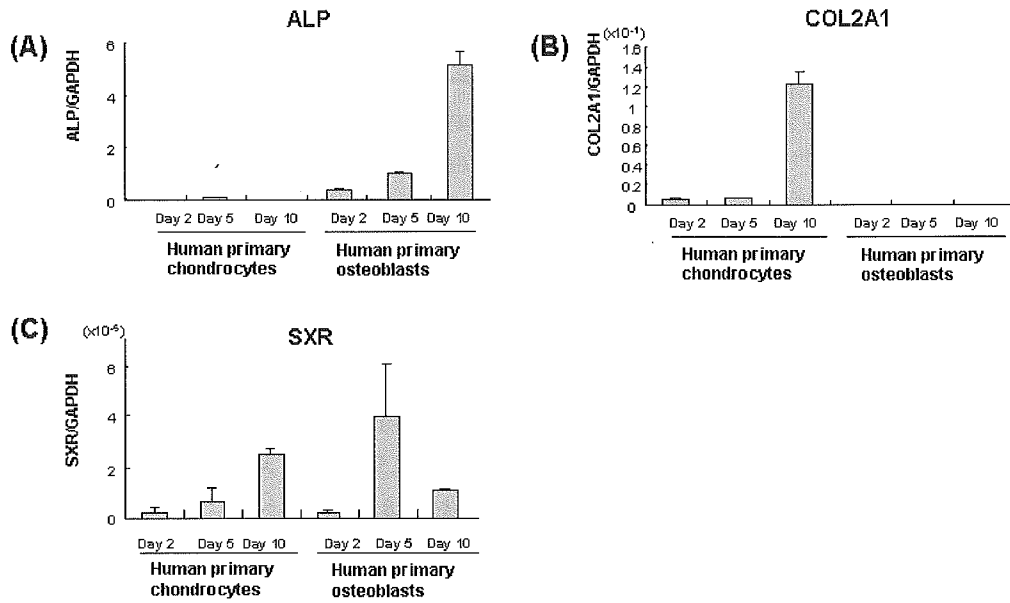 ALP
(A)
ALP/GAPDH
6
4
2
0
Day 2 Day 5 Day 10 Day 2 Day 5 Day 10
Human primary chondrocytes
Human primary osteoblasts
COL2A1
(B)
(x10⁻¹)
COL2A1/GAPDH
1.6
1.4
1.2
1.0
0.8
0.6
0.4
0.2
0
Day 2 Day 5 Day 10 Day 2 Day 5 Day 10
Human primary chondrocytes
Human primary osteoblasts
SXR
(C)
SXR/GAPDH
6
4
2
0
Day 2 Day 5 Day 10 Day 2 Day 5 Day 10
Human primary chondrocytes
Human primary osteoblasts